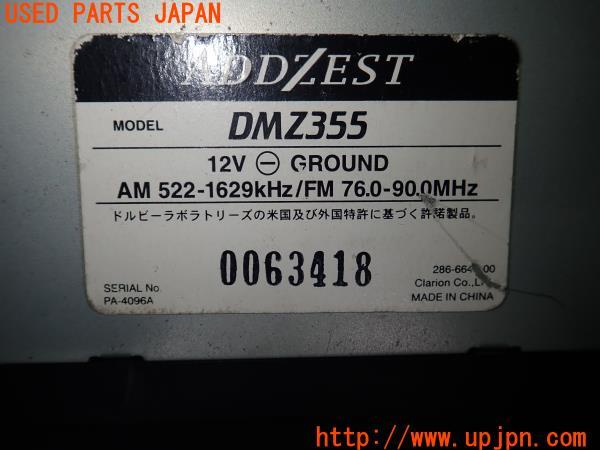 USED PARTS JAPAN
ADDZEST
MODEL DMZ355
12V ⊖ GROUND
AM 522-1629kHz/FM 76.0-90.0MHz
ドルビーラボラトリーズの米国及び外国特許に基づく許諾製品。
0063418
SERIAL No.
PA-4096A
Clarion Co.,
MADE IN CHINA
http://www.upjpn.com